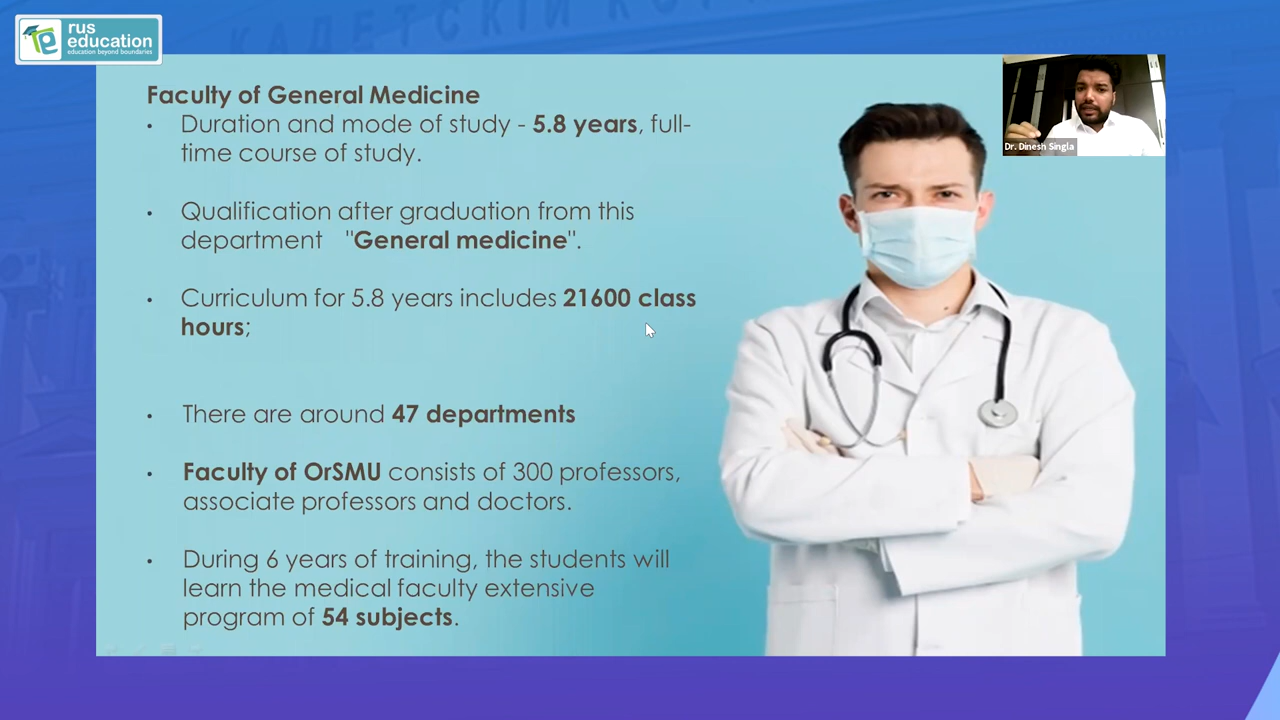 КАДЕТСКІЙ КО
rus
education
education beyond boundaries
Dr. Dinesh Singla
Faculty of General Medicine
• Duration and mode of study - 5.8 years, full-
time course of study.
• Qualification after graduation from this
department "General medicine".
• Curriculum for 5.8 years includes 21600 class
hours;
• There are around 47 departments
• Faculty of OrSMU consists of 300 professors,
associate professors and doctors.
• During 6 years of training, the students will
learn the medical faculty extensive
program of 54 subjects.